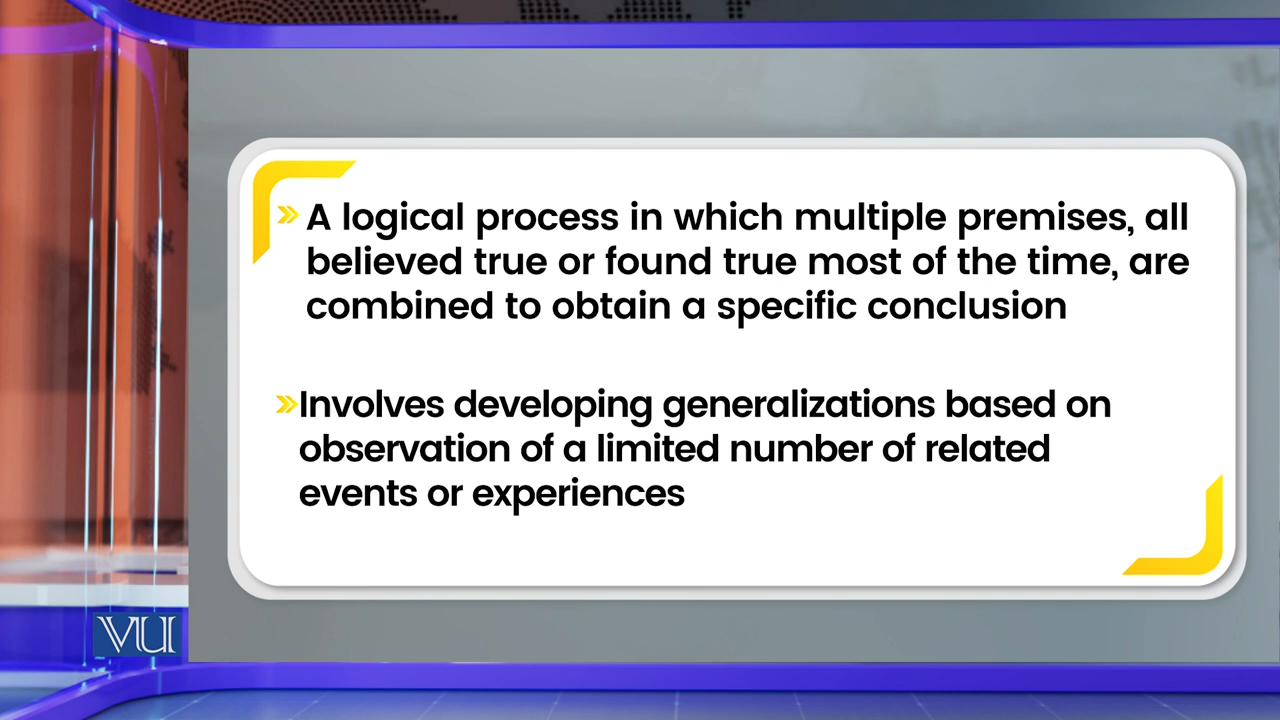 » A logical process in which multiple premises, all
believed true or found true most of the time, are
combined to obtain a specific conclusion
»Involves developing generalizations based on
observation of a limited number of related
events or experiences
VU